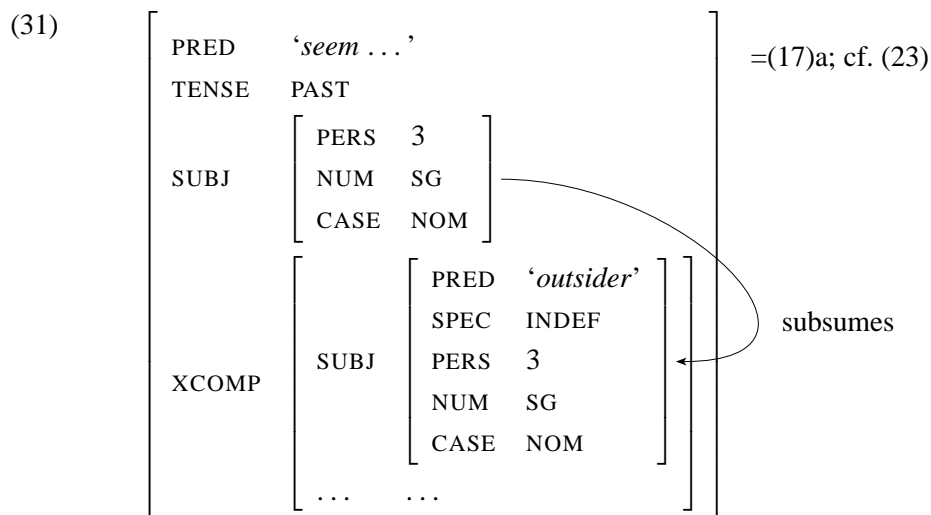 (31)
PRED ‘seem . . . ’ =(17)a; cf. (23)
TENSE PAST
PERS 3
SUBJ NUM SG
CASE NOM
PRED ‘outsider’
SPEC INDEF subsumes
SUBJ PERS 3
XCOMP
NUM SG
CASE NOM
. . . . . .